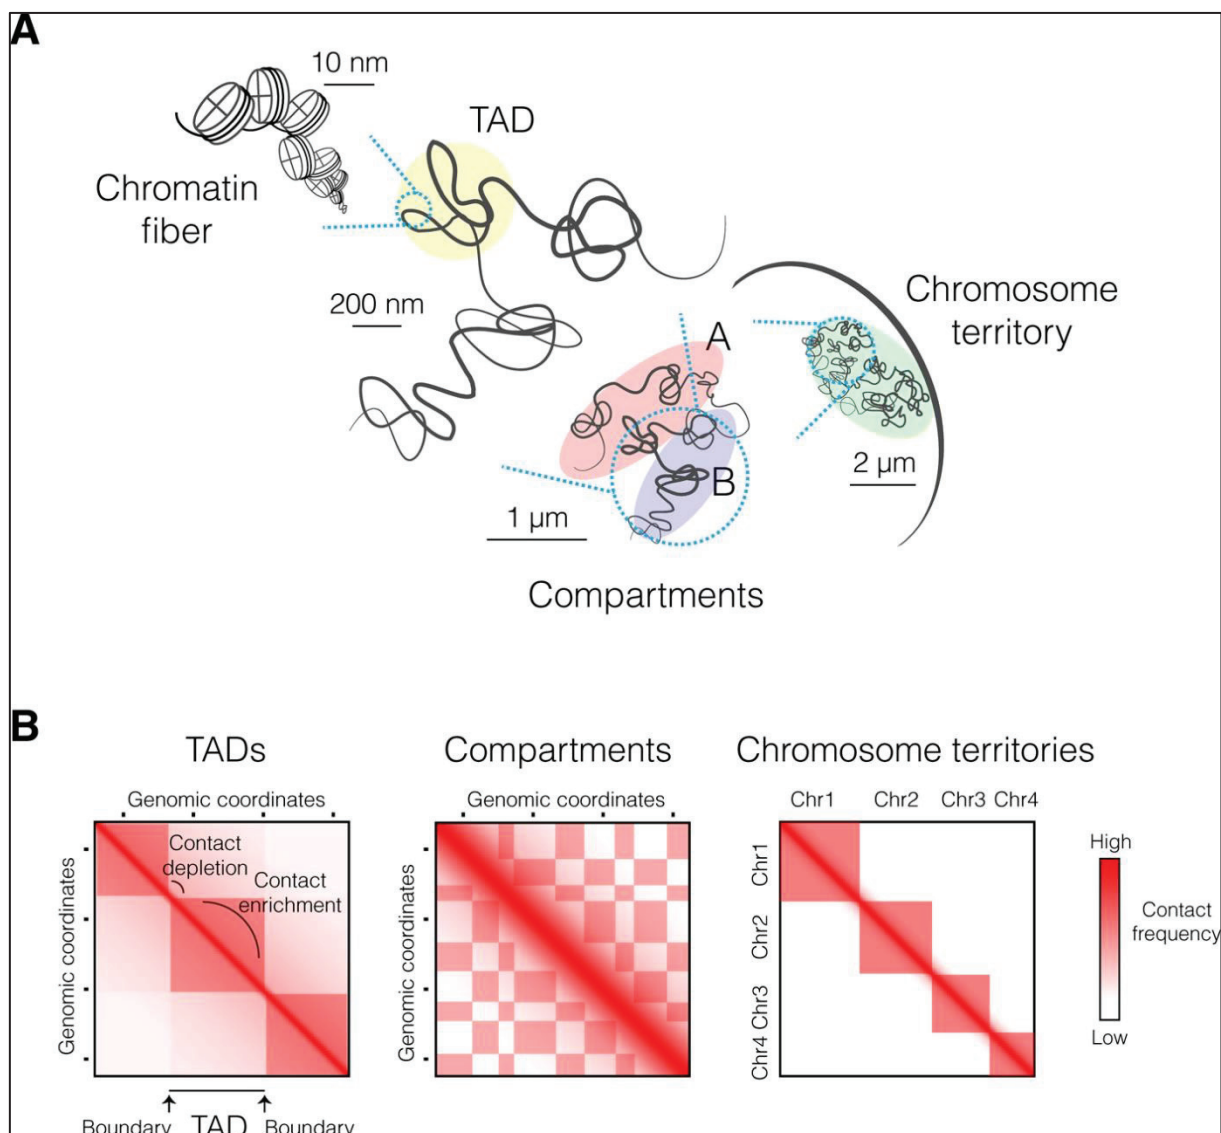 A
10 nm
TAD
Chromatin
fiber
200 nm
Chromosome
territory
A
B
2 µm
1 µm
Compartments
B
TADs
Compartments
Chromosome territories
Genomic coordinates
Genomic coordinates
Chr1
Chr2
Chr3
Chr4
Genomic coordinates
Contact
depletion
Contact
enrichment
Genomic coordinates
Chr1
Chr2
Chr3
Chr4
High
Contact
frequency
Low
Boundary
TAD
Boundary